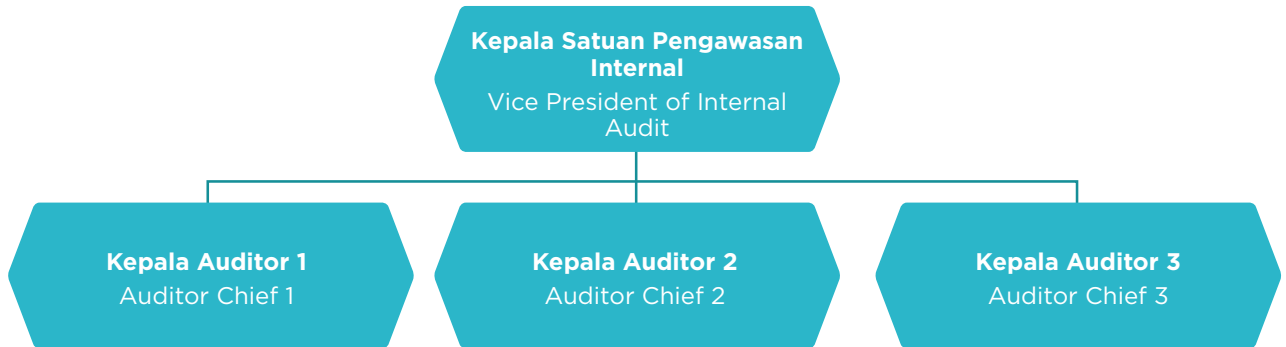 Kepala Satuan Pengawasan
Internal
Vice President of Internal
Audit
Kepala Auditor 1
Auditor Chief 1
Kepala Auditor 2
Auditor Chief 2
Kepala Auditor 3
Auditor Chief 3